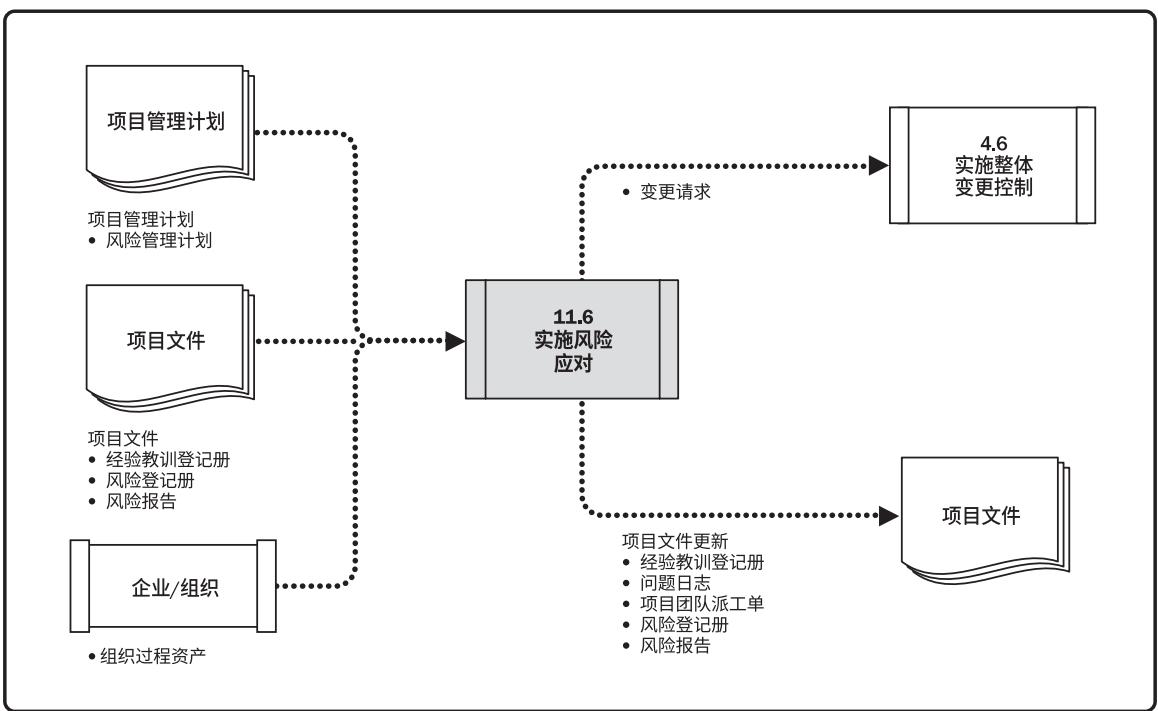 项目管理计划
项目管理计划
• 风险管理计划
项目文件
项目文件
• 经验教训登记册
• 风险登记册
• 风险报告
企业/组织
• 组织过程资产
11.6
实施风险
应对
• 变更请求
4.6
实施整体
变更控制
项目文件更新
• 经验教训登记册
• 问题日志
• 项目团队派工单
• 风险登记册
• 风险报告
项目文件